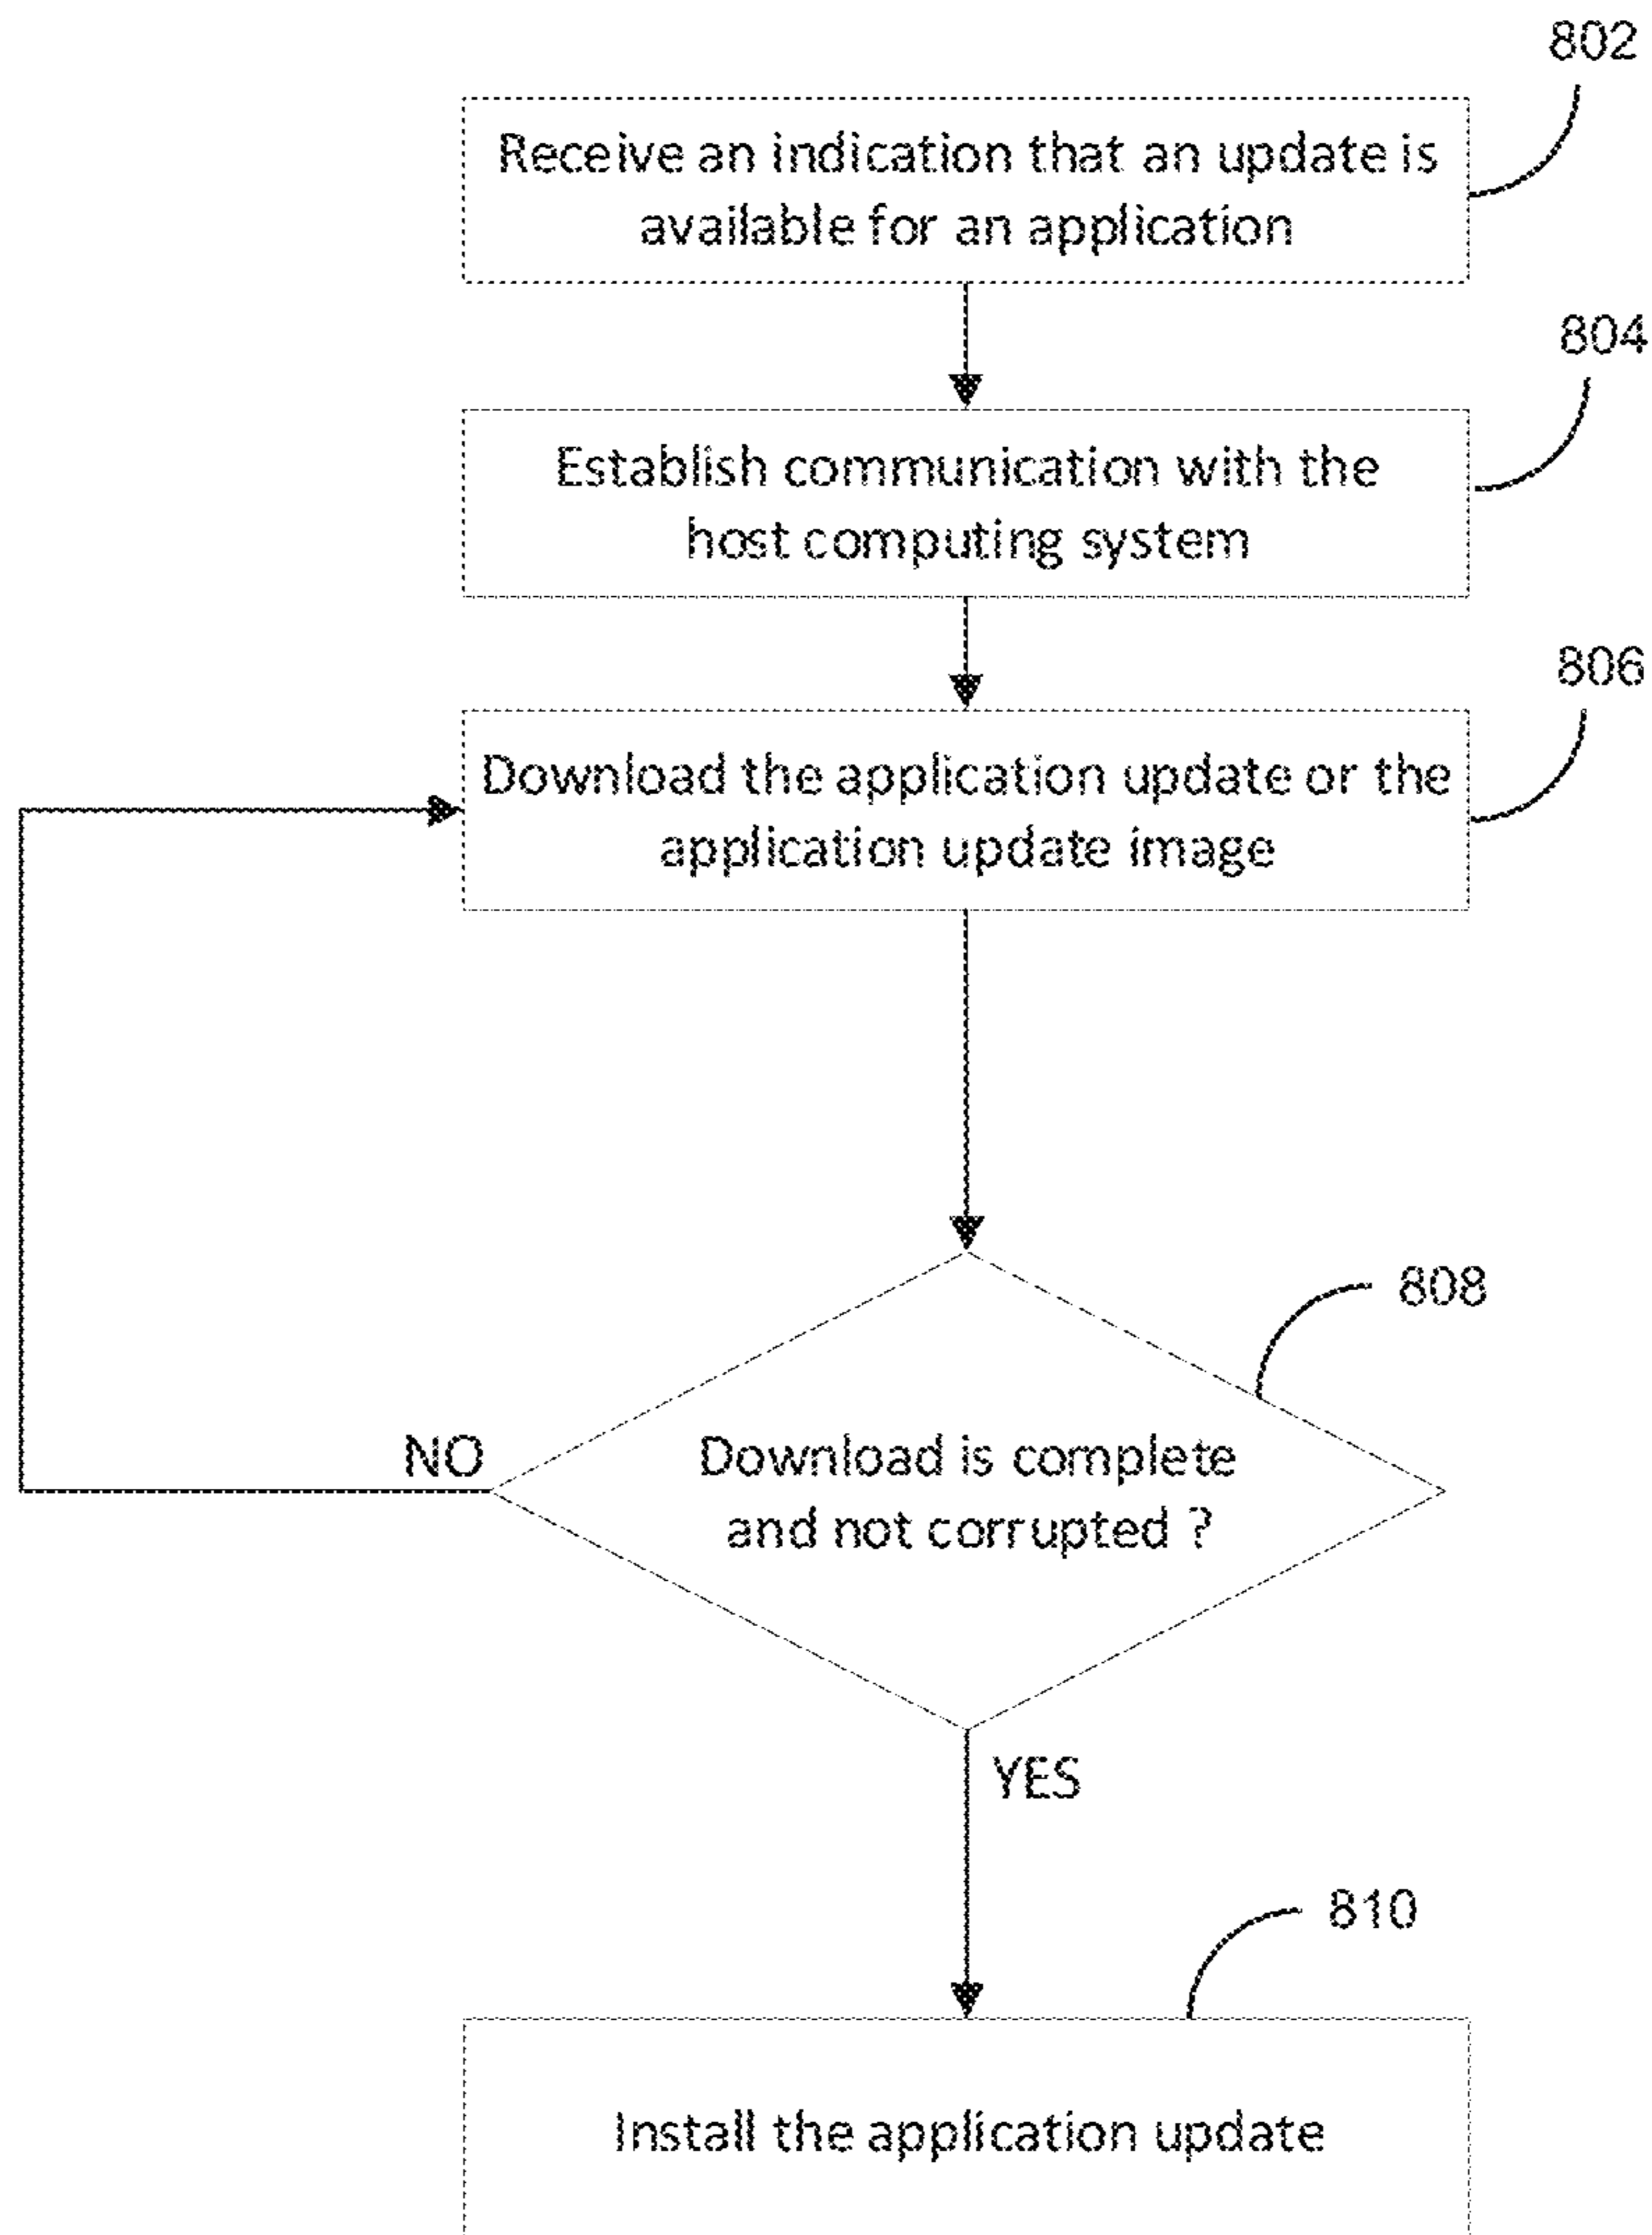 802
Receive an indication that an update is
available for an application
804
Establish communication with the
host computing system
806
Download the application update or the
application update image
808
NO
Download is complete
and not corrupted ?
YES
810
Install the application update